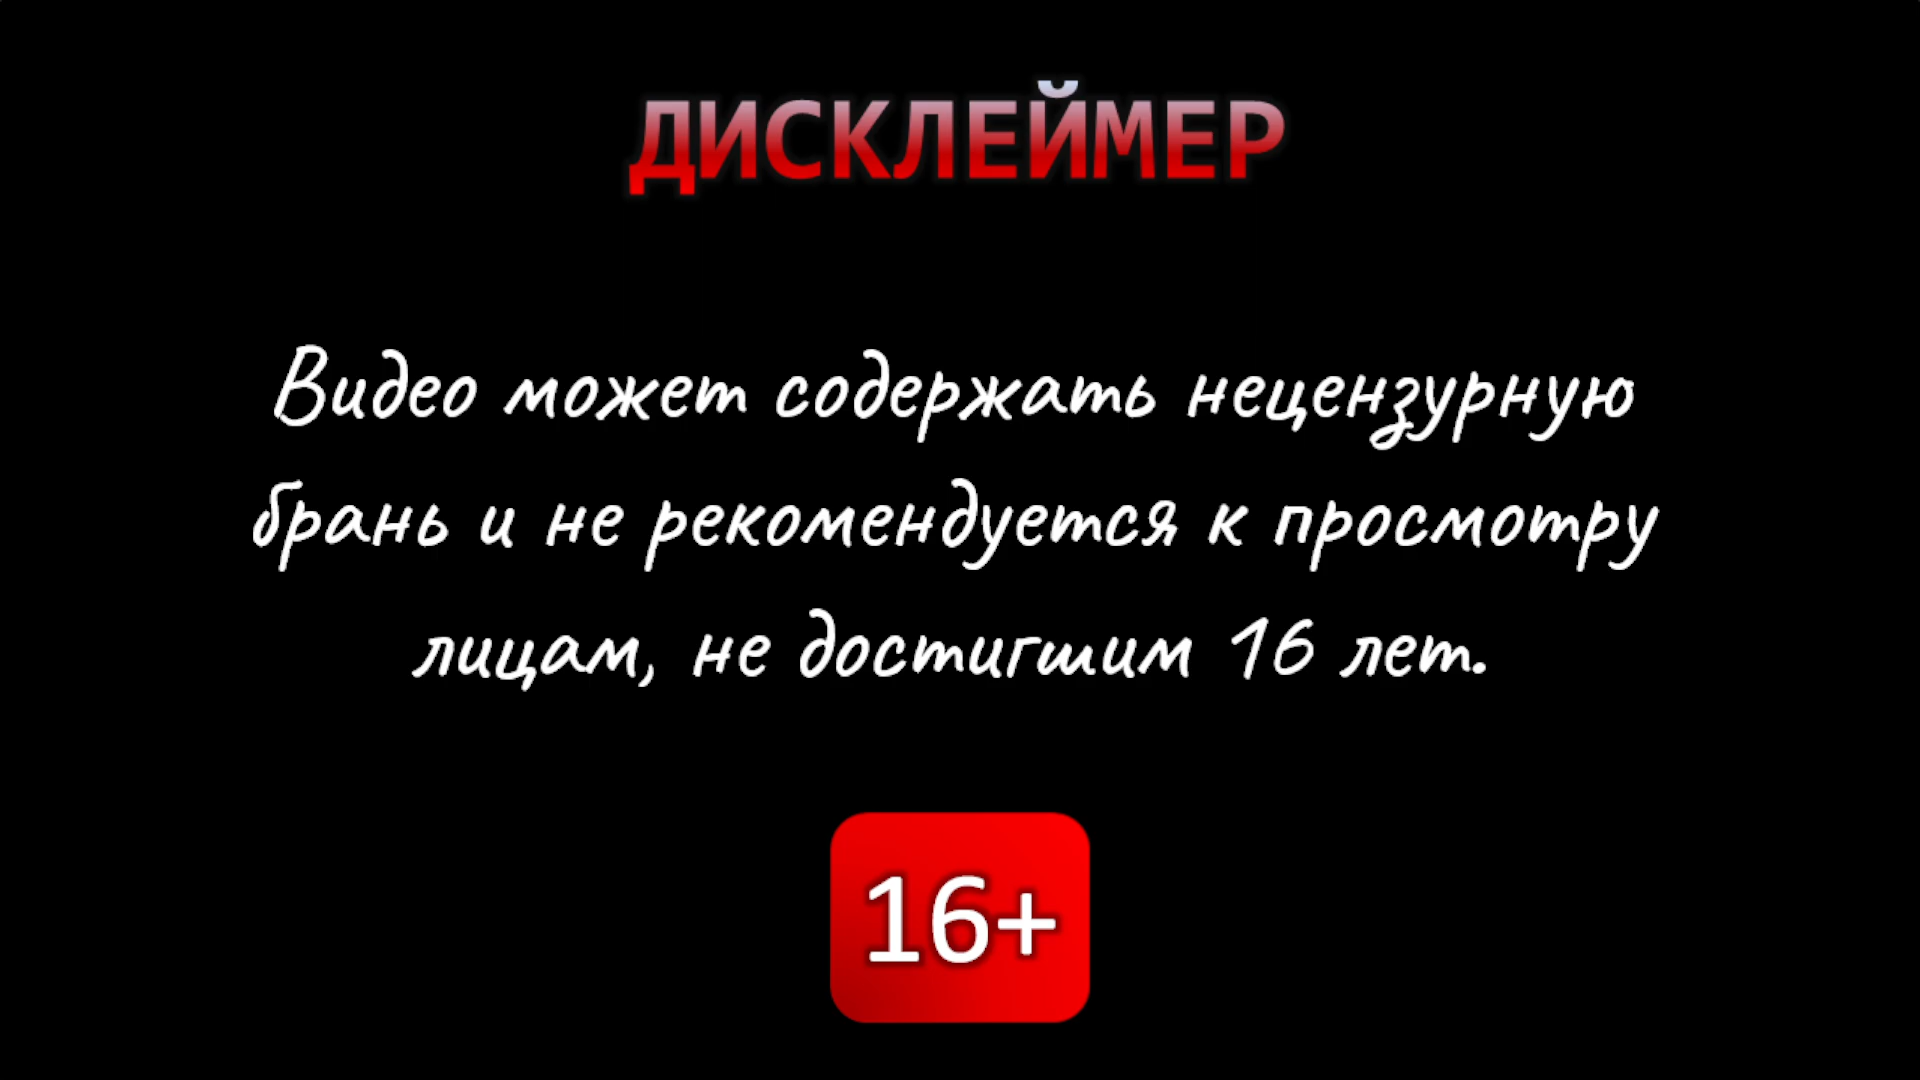 ДИСКЛЕЙМЕР
Видео может содержать нецензурную
брань и не рекомендуется к просмотру
лицам, не достигшим 16 лет.
16+